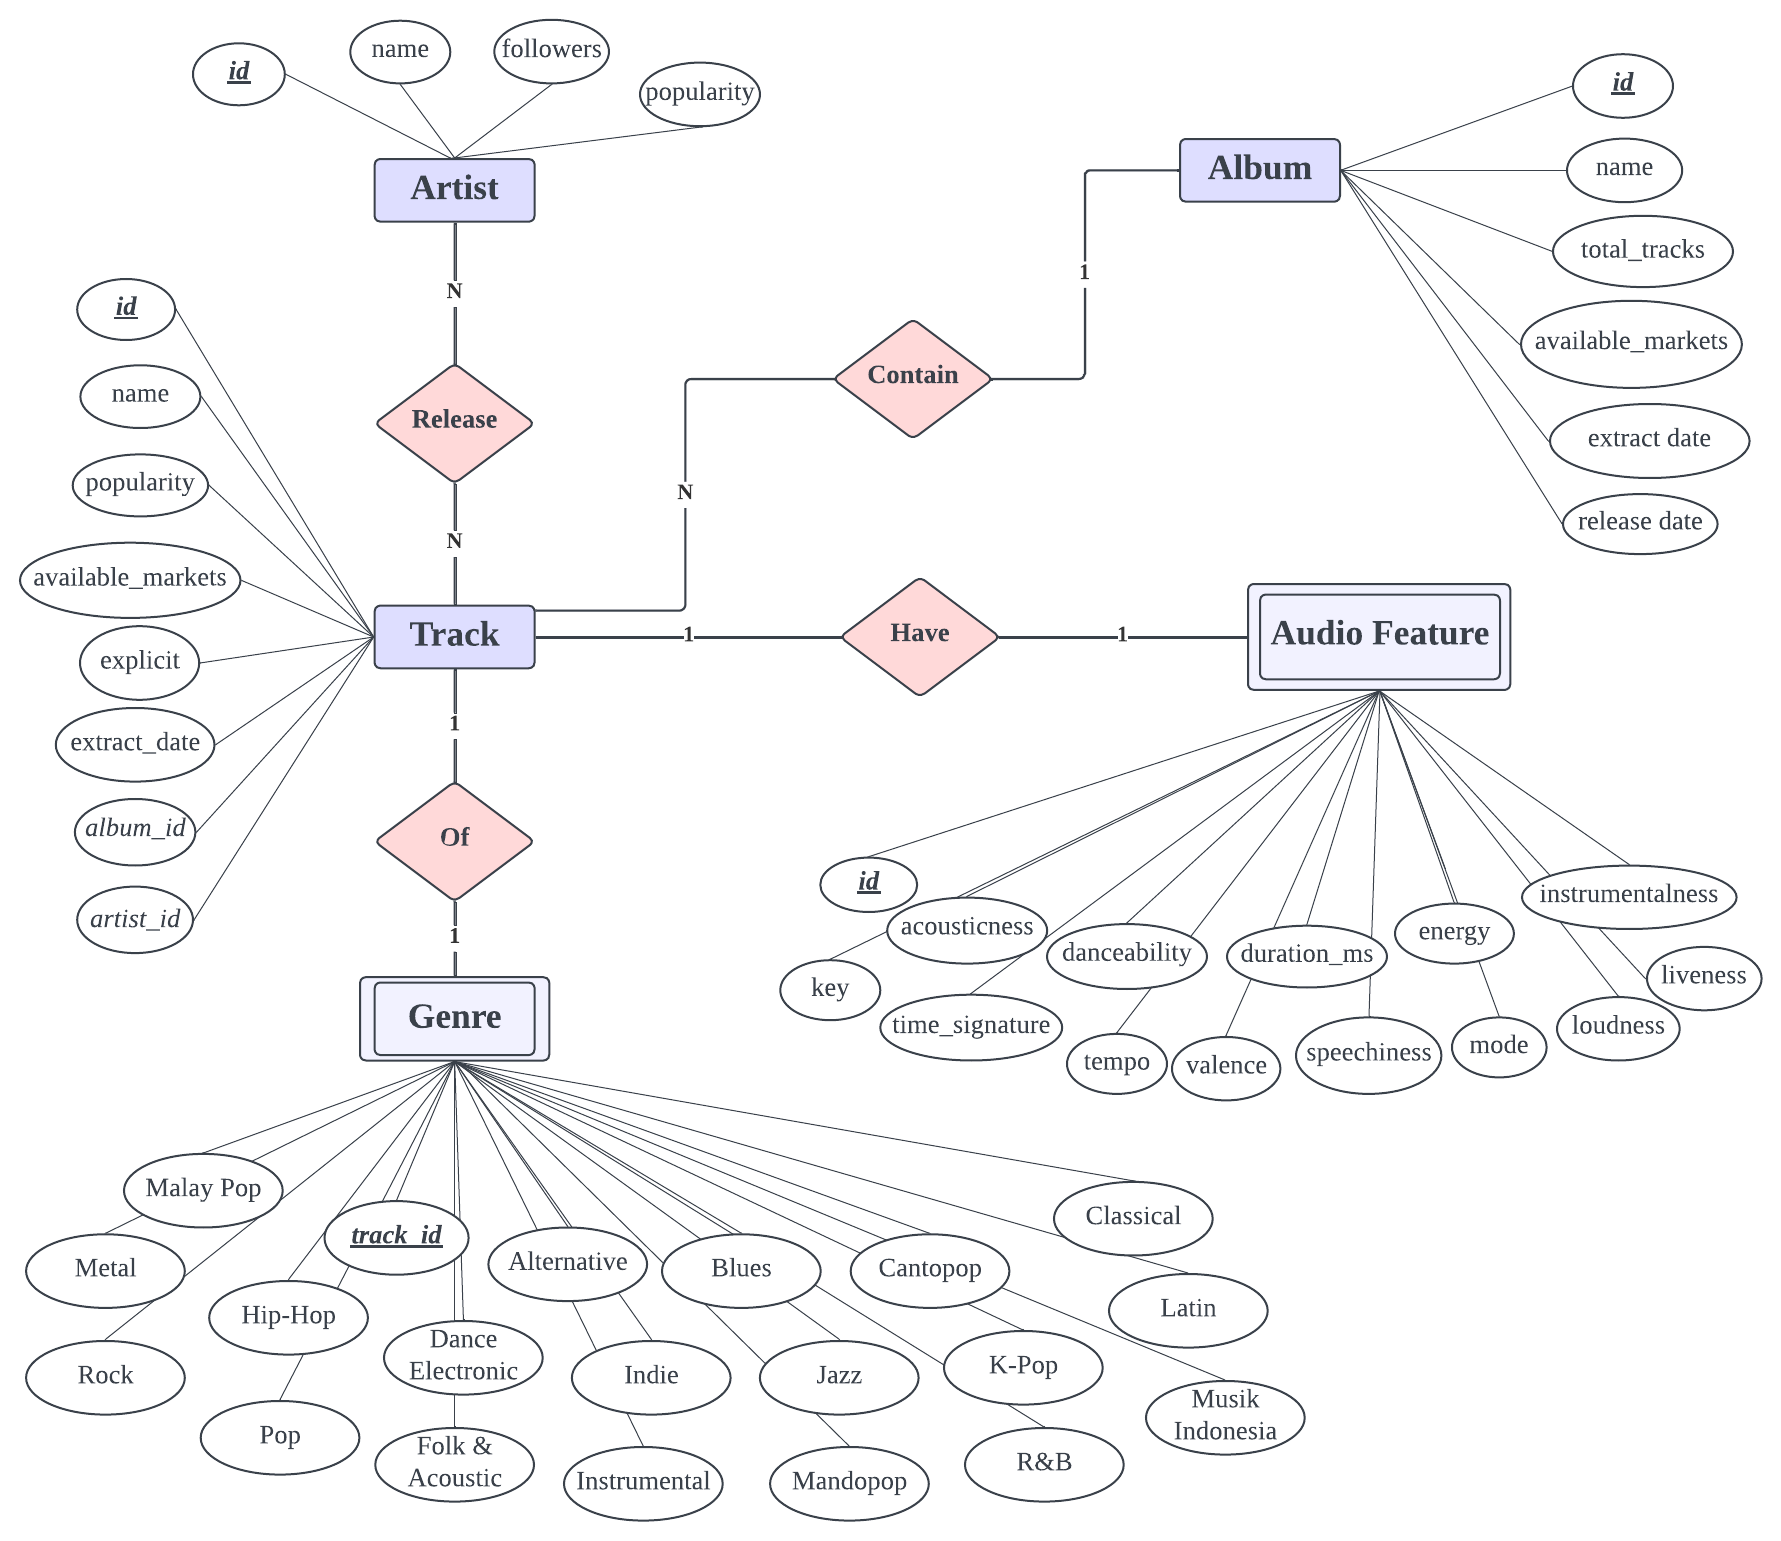 id
name
followers
popularity
Artist
Album
id
name
total_tracks
available_markets
extract date
release date
N
1
Release
Contain
N
N
id
name
popularity
available_markets
explicit
extract_date
album_id
artist_id
Track
1
Have
1
Audio Feature
1
Of
1
Genre
id
acousticness
key
time_signature
danceability
tempo
duration_ms
valence
speechiness
energy
mode
instrumentalness
liveness
loudness
Malay Pop
Metal
Rock
track_id
Hip-Hop
Pop
Dance
Electronic
Folk &
Acoustic
Alternative
Indie
Instrumental
Blues
Jazz
Mandopop
Cantopop
K-Pop
R&B
Classical
Latin
Musik
Indonesia